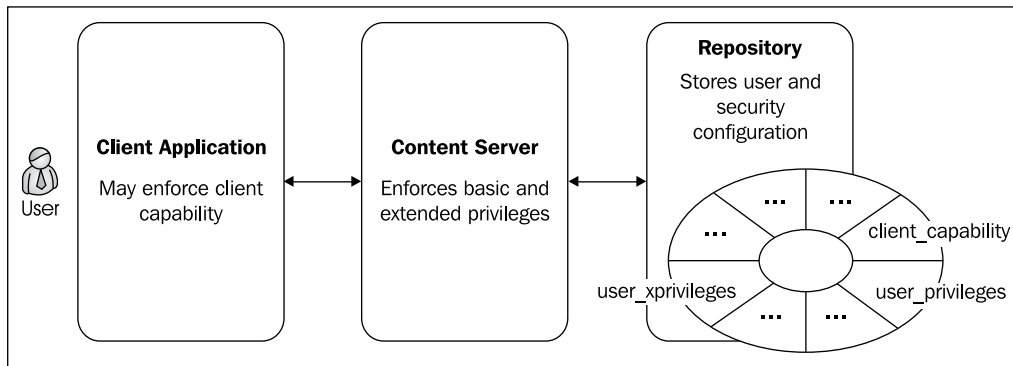 User
Client Application
May enforce client
capability
Content Server
Enforces basic and
extended privileges
Repository
Stores user and
security
configuration
... ...
...
client_capability
user_xprivileges
user_privileges
... ...